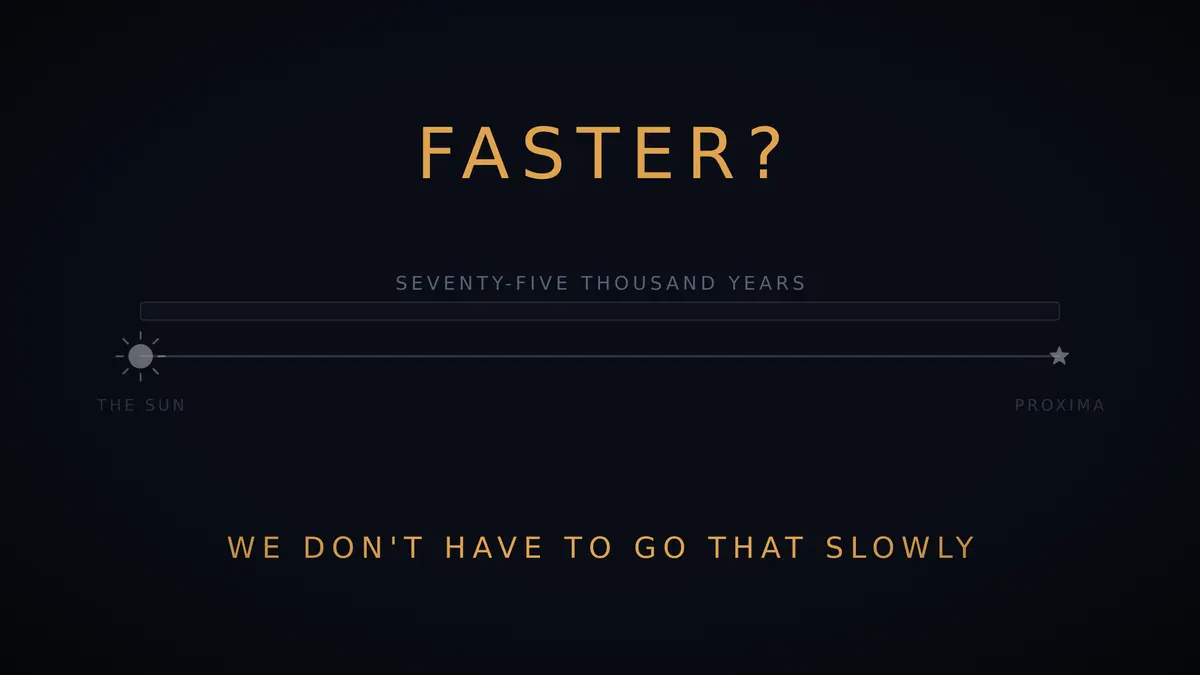 FASTER?
SEVENTY-FIVE THOUSAND YEARS
THE SUN
PROXIMA
WE DON'T HAVE TO GO THAT SLOWLY